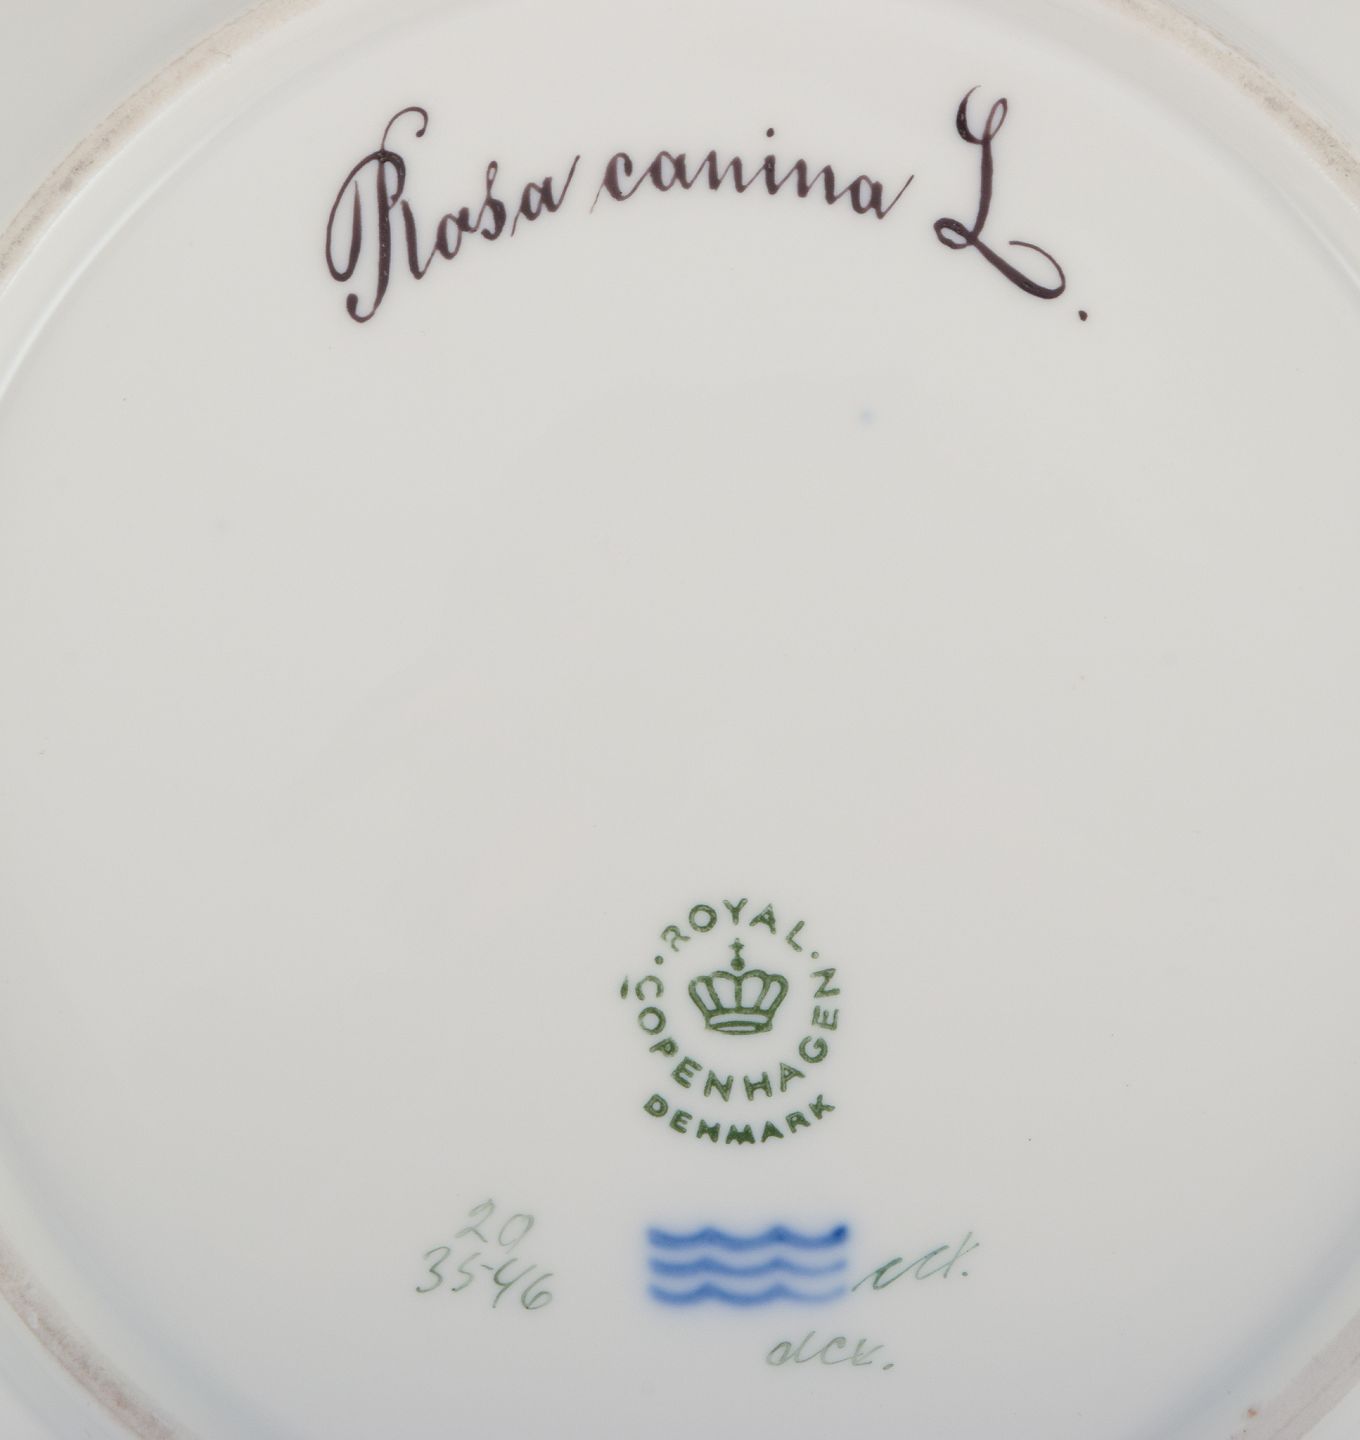 Rosa canina L.
· ROYAL ·
COPENHAGEN
DENMARK
20
3546